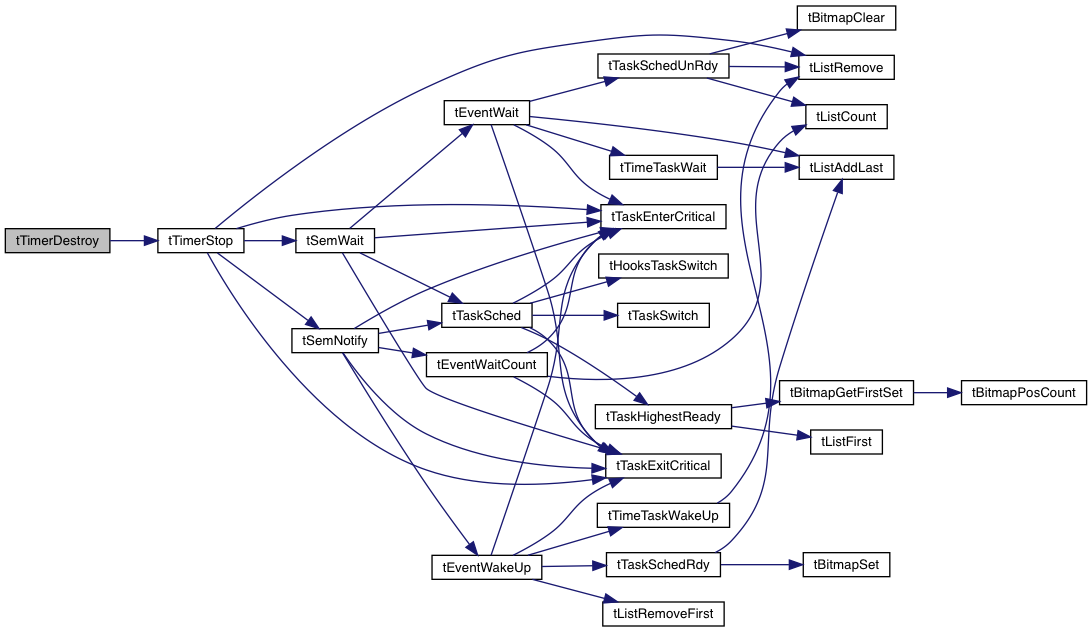 tBitmapClear
tTaskSchedUnRdy
tListRemove
tEventWait
tListCount
tTimeTaskWait
tListAddLast
tTaskEnterCritical
tTimerDestroy
tTimerStop
tSemWait
tHooksTaskSwitch
tTaskSched
tTaskSwitch
tSemNotify
tEventWaitCount
tBitmapGetFirstSet
tBitmapPosCount
tTaskHighestReady
tListFirst
tTaskExitCritical
tTimeTaskWakeUp
tEventWakeUp
tTaskSchedRdy
tBitmapSet
tListRemoveFirst